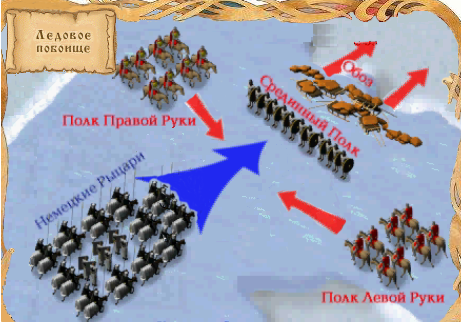 Ледовое
побоище
Обоз
Срединный Полк
Полк Правой Руки
Немецкие Рыцари
Полк Левой Руки